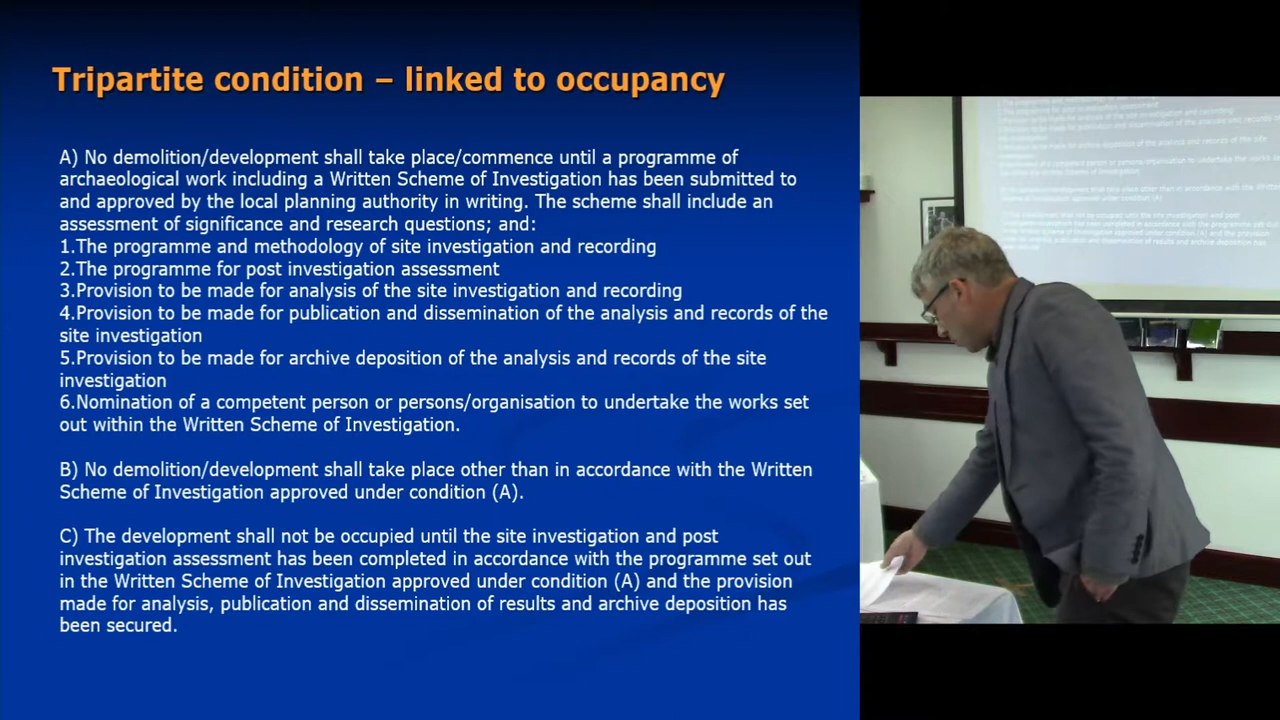 Tripartite condition – linked to occupancy
A) No demolition/development shall take place/commence until a programme of
archaeological work including a Written Scheme of Investigation has been submitted to
and approved by the local planning authority in writing. The scheme shall include an
assessment of significance and research questions; and:
1.The programme and methodology of site investigation and recording
2.The programme for post investigation assessment
3.Provision to be made for analysis of the site investigation and recording
4.Provision to be made for publication and dissemination of the analysis and records of the
site investigation
5.Provision to be made for archive deposition of the analysis and records of the site
investigation
6.Nomination of a competent person or persons/organisation to undertake the works set
out within the Written Scheme of Investigation.
B) No demolition/development shall take place other than in accordance with the Written
Scheme of Investigation approved under condition (A).
C) The development shall not be occupied until the site investigation and post
investigation assessment has been completed in accordance with the programme set out
in the Written Scheme of Investigation approved under condition (A) and the provision
made for analysis, publication and dissemination of results and archive deposition has
been secured.